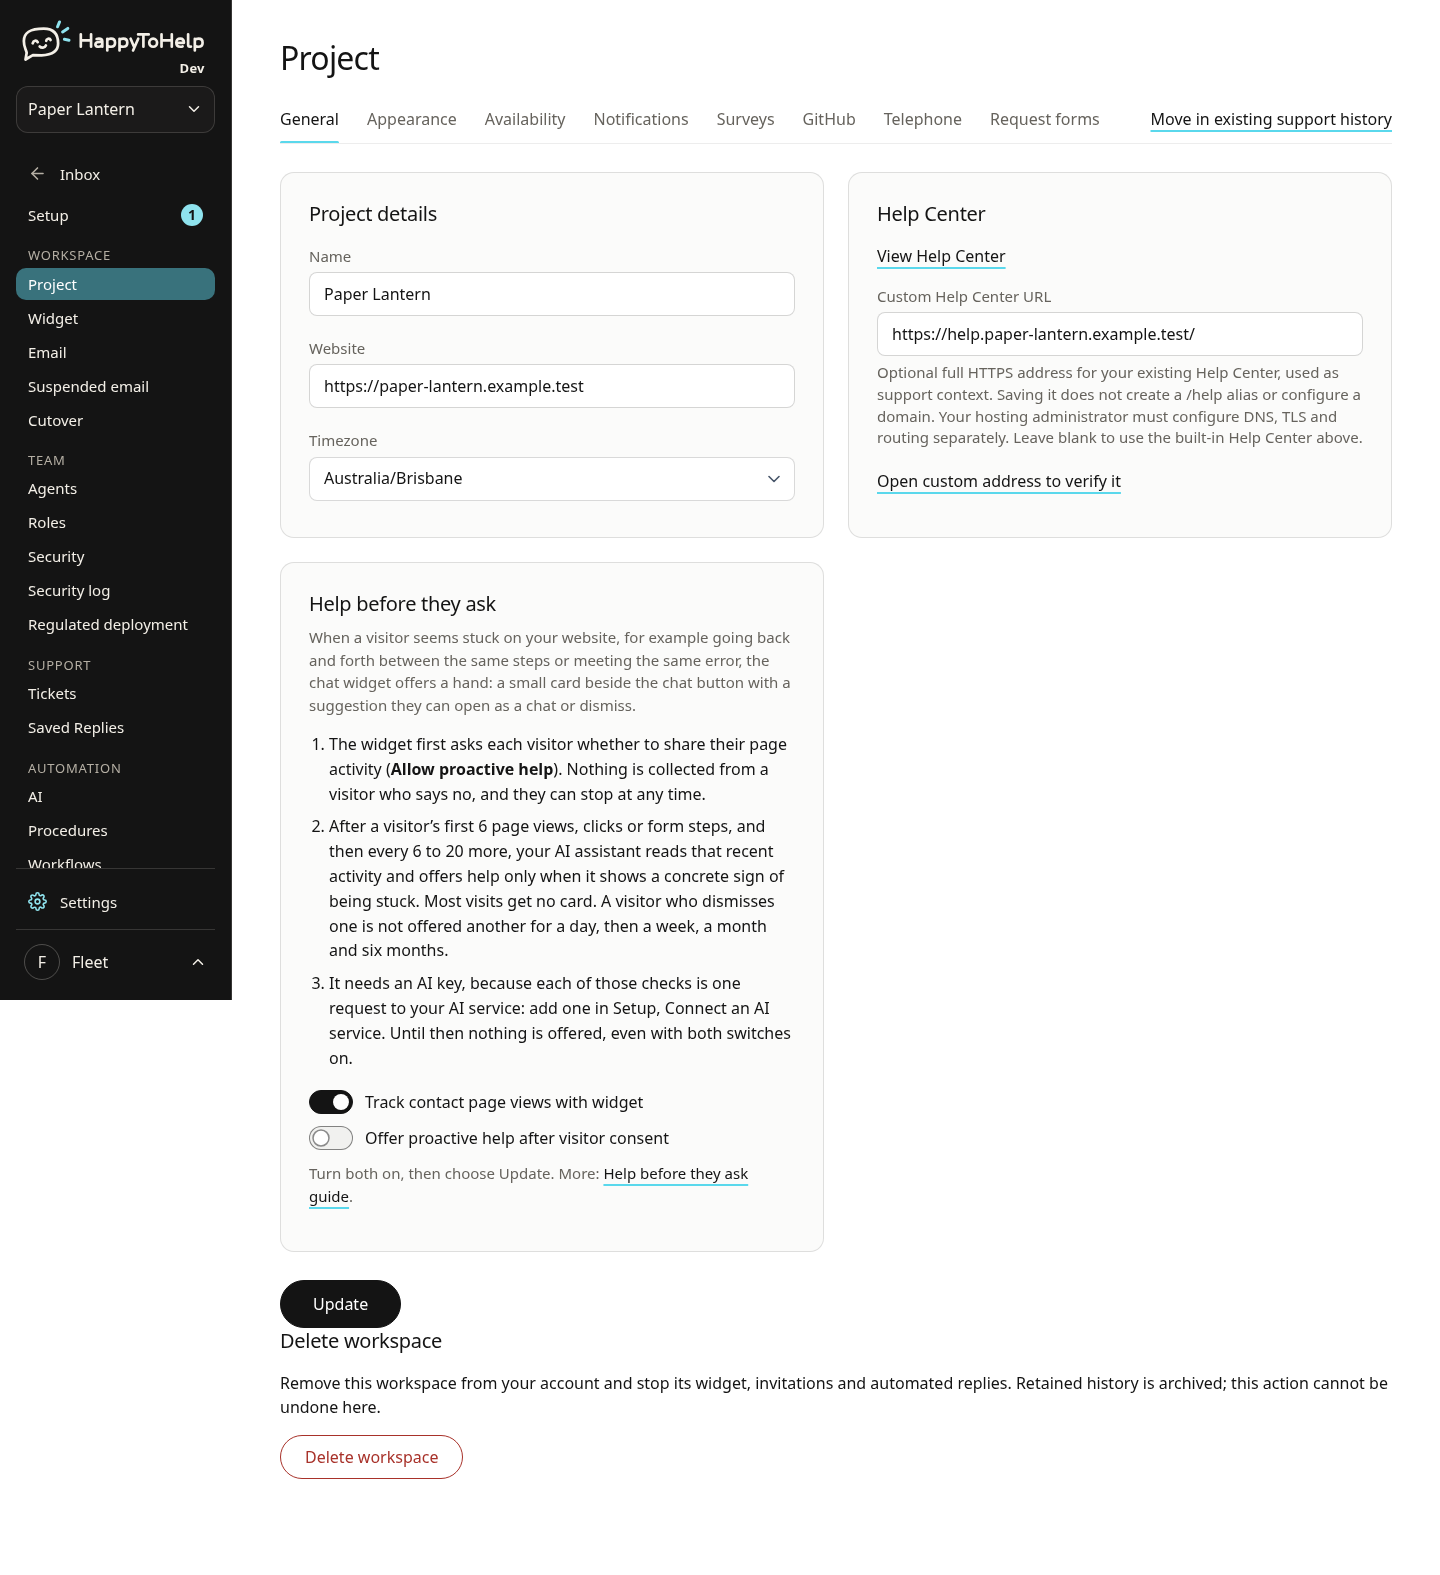 HappyToHelp
Dev
Paper Lantern
Inbox
Setup
1
WORKSPACE
Project
Widget
Email
Suspended email
Cutover
TEAM
Agents
Roles
Security
Security log
Regulated deployment
SUPPORT
Tickets
Saved Replies
AUTOMATION
AI
Procedures
Workflows
Settings
F
Fleet
Project
General
Appearance
Availability
Notifications
Surveys
GitHub
Telephone
Request forms
Move in existing support history
Project details
Name
Paper Lantern
Website
https://paper-lantern.example.test
Timezone
Australia/Brisbane
Help Center
View Help Center
Custom Help Center URL
https://help.paper-lantern.example.test/
Optional full HTTPS address for your existing Help Center, used as
support context. Saving it does not create a /help alias or configure a
domain. Your hosting administrator must configure DNS, TLS and
routing separately. Leave blank to use the built-in Help Center above.
Open custom address to verify it
Help before they ask
When a visitor seems stuck on your website, for example going back
and forth between the same steps or meeting the same error, the
chat widget offers a hand: a small card beside the chat button with a
suggestion they can open as a chat or dismiss.
1. The widget first asks each visitor whether to share their page
activity (Allow proactive help). Nothing is collected from a
visitor who says no, and they can stop at any time.
2. After a visitor’s first 6 page views, clicks or form steps, and
then every 6 to 20 more, your AI assistant reads that recent
activity and offers help only when it shows a concrete sign of
being stuck. Most visits get no card. A visitor who dismisses
one is not offered another for a day, then a week, a month
and six months.
3. It needs an AI key, because each of those checks is one
request to your AI service: add one in Setup, Connect an AI
service. Until then nothing is offered, even with both switches
on.
Track contact page views with widget
Offer proactive help after visitor consent
Turn both on, then choose Update. More: Help before they ask
guide.
Update
Delete workspace
Remove this workspace from your account and stop its widget, invitations and automated replies. Retained history is archived; this action cannot be
undone here.
Delete workspace